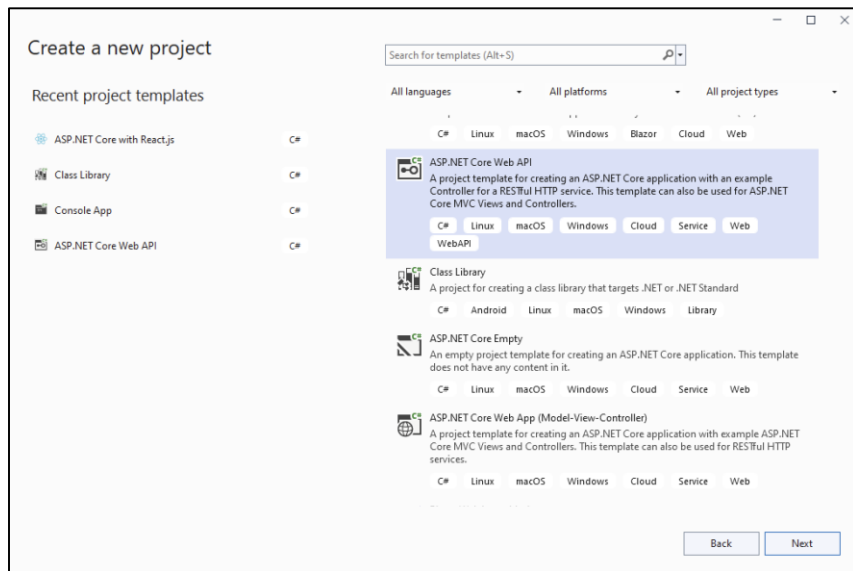 Create a new project
Recent project templates
ASP.NET Core with React.js C#
Class Library C#
Console App C#
ASP.NET Core Web API C#
Search for templates (Alt+S)
All languages All platforms All project types
C# Linux macOS Windows Blazor Cloud Web
ASP.NET Core Web API
A project template for creating an ASP.NET Core application with an example
Controller for a RESTful HTTP service. This template can also be used for ASP.NET
Core MVC Views and Controllers.
C# Linux macOS Windows Cloud Service Web
WebAPI
Class Library
A project for creating a class library that targets .NET or .NET Standard
C# Android Linux macOS Windows Library
ASP.NET Core Empty
An empty project template for creating an ASP.NET Core application. This template
does not have any content in it.
C# Linux macOS Windows Cloud Service Web
ASP.NET Core Web App (Model-View-Controller)
A project template for creating an ASP.NET Core application with example ASP.NET
Core MVC Views and Controllers. This template can also be used for RESTful HTTP
services.
C# Linux macOS Windows Cloud Service Web
Back Next